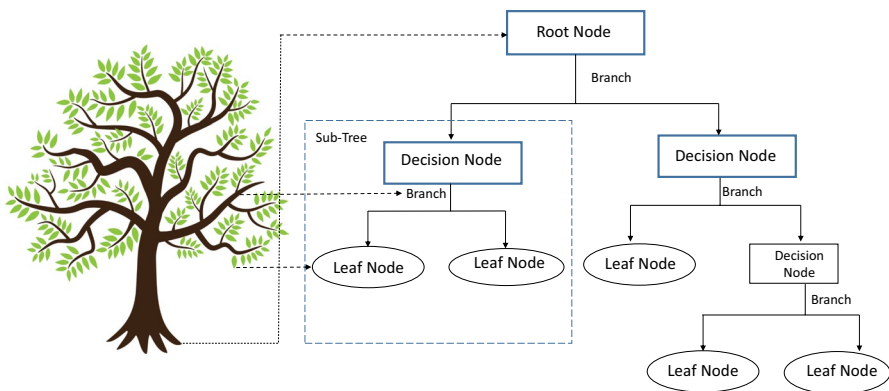 Root Node
Branch
Sub-Tree
Decision Node
Decision Node
Branch
Branch
Leaf Node
Leaf Node
Leaf Node
Decision
Node
Branch
Leaf Node
Leaf Node